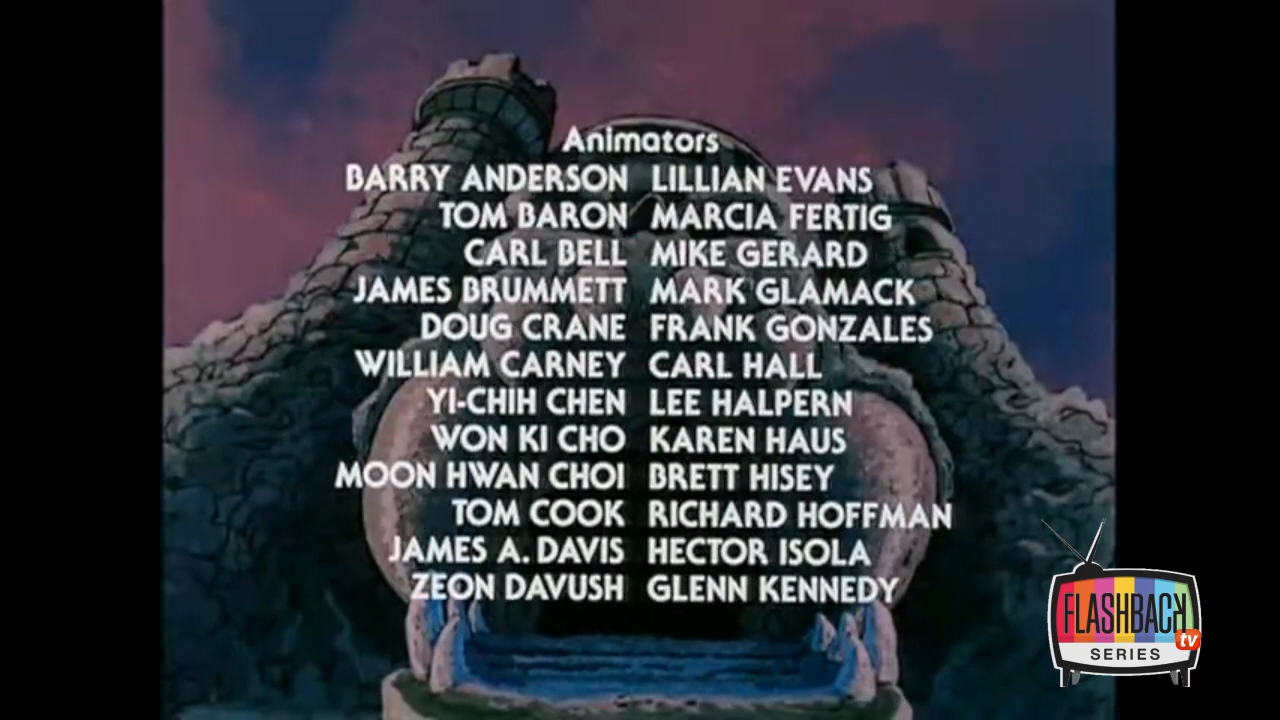 Animators
BARRY ANDERSON LILLIAN EVANS
TOM BARON MARCIA FERTIG
CARL BELL MIKE GERARD
JAMES BRUMMETT MARK GLAMACK
DOUG CRANE FRANK GONZALES
WILLIAM CARNEY CARL HALL
YI-CHIH CHEN LEE HALPERN
WON KI CHO KAREN HAUS
MOON HWAN CHOI BRETT HISEY
TOM COOK RICHARD HOFFMAN
JAMES A. DAVIS HECTOR ISOLA
ZEON DAVUSH GLENN KENNEDY
FLASHBACK
tv
SERIES